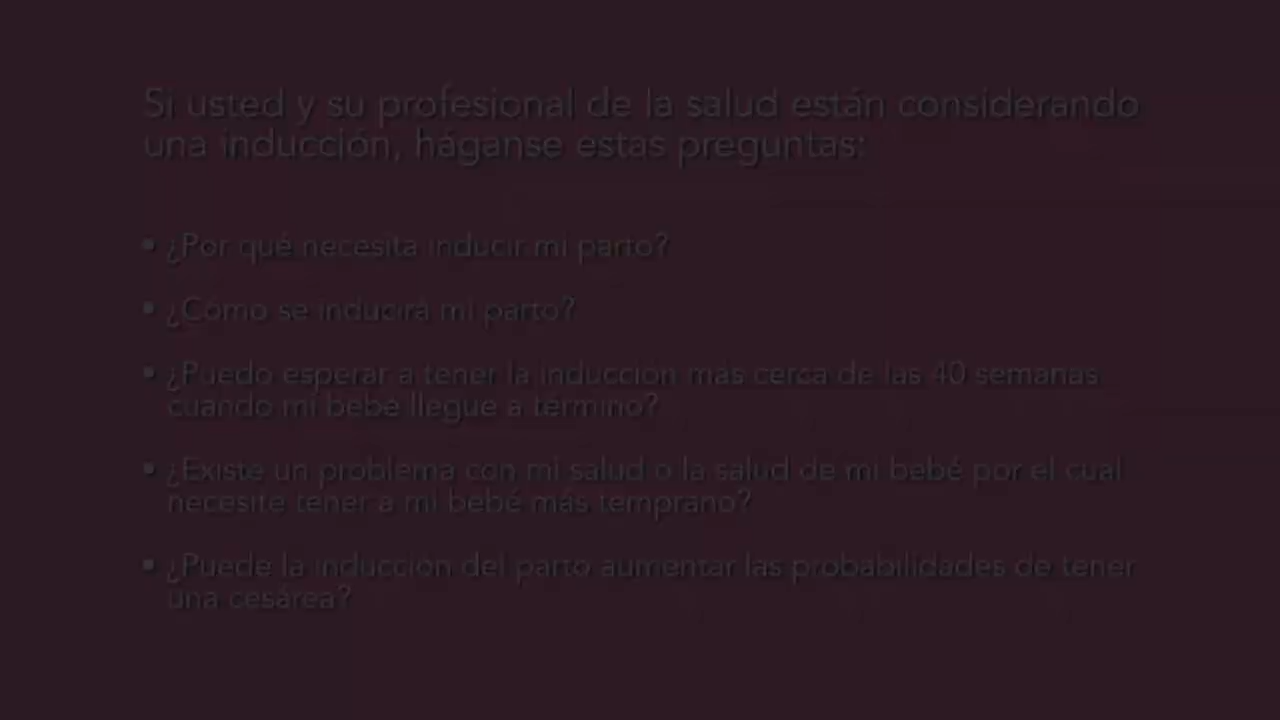 Si usted y su profesional de la salud están considerando
una inducción, háganse estas preguntas:
• ¿Por qué necesita inducir mi parto?
• ¿Cómo se inducirá mi parto?
• ¿Puedo esperar a tener la inducción más cerca de las 40 semanas
cuando mi bebé llegue a término?
• ¿Existe un problema con mi salud o la salud de mi bebé por el cual
necesite tener a mi bebé más temprano?
• ¿Puede la inducción del parto aumentar las probabilidades de tener
una cesárea?